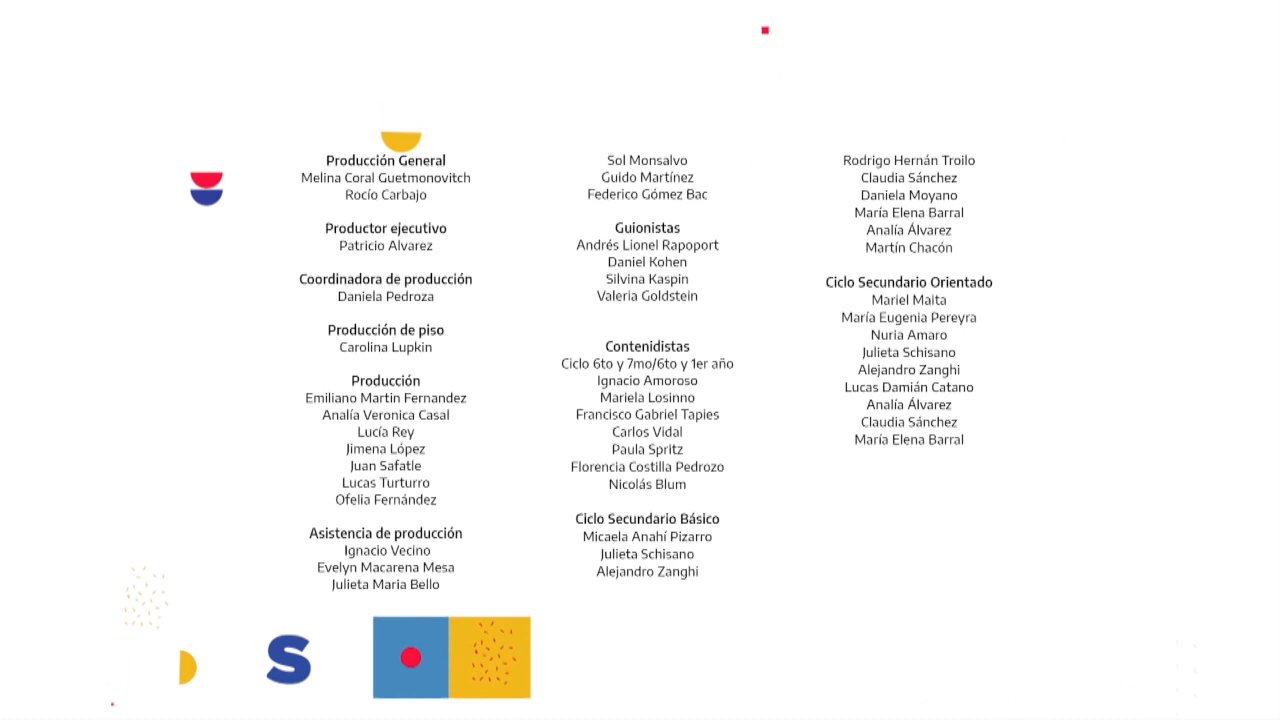 Producción General
Melina Coral Guetmonovitch
Rocío Carbajo
Productor ejecutivo
Patricio Alvarez
Coordinadora de producción
Daniela Pedroza
Producción de piso
Carolina Lupkin
Producción
Emiliano Martin Fernandez
Analía Veronica Casal
Lucía Rey
Jimena López
Juan Safatle
Lucas Turturro
Ofelia Fernández
Asistencia de producción
Ignacio Vecino
Evelyn Macarena Mesa
Julieta Maria Bello
Sol Monsalvo
Guido Martínez
Federico Gómez Bac
Guionistas
Andrés Lionel Rapoport
Daniel Kohen
Silvina Kaspin
Valeria Goldstein
Contenidistas
Ciclo 6to y 7mo/6to y 1er año
Ignacio Amoroso
Mariela Losinno
Francisco Gabriel Tapies
Carlos Vidal
Paula Spritz
Florencia Costilla Pedrozo
Nicolás Blum
Ciclo Secundario Básico
Micaela Anahí Pizarro
Julieta Schisano
Alejandro Zanghi
Rodrigo Hernán Troilo
Claudia Sánchez
Daniela Moyano
María Elena Barral
Analía Álvarez
Martín Chacón
Ciclo Secundario Orientado
Mariel Maita
María Eugenia Pereyra
Nuria Amaro
Julieta Schisano
Alejandro Zanghi
Lucas Damián Catano
Analía Álvarez
Claudia Sánchez
María Elena Barral
S